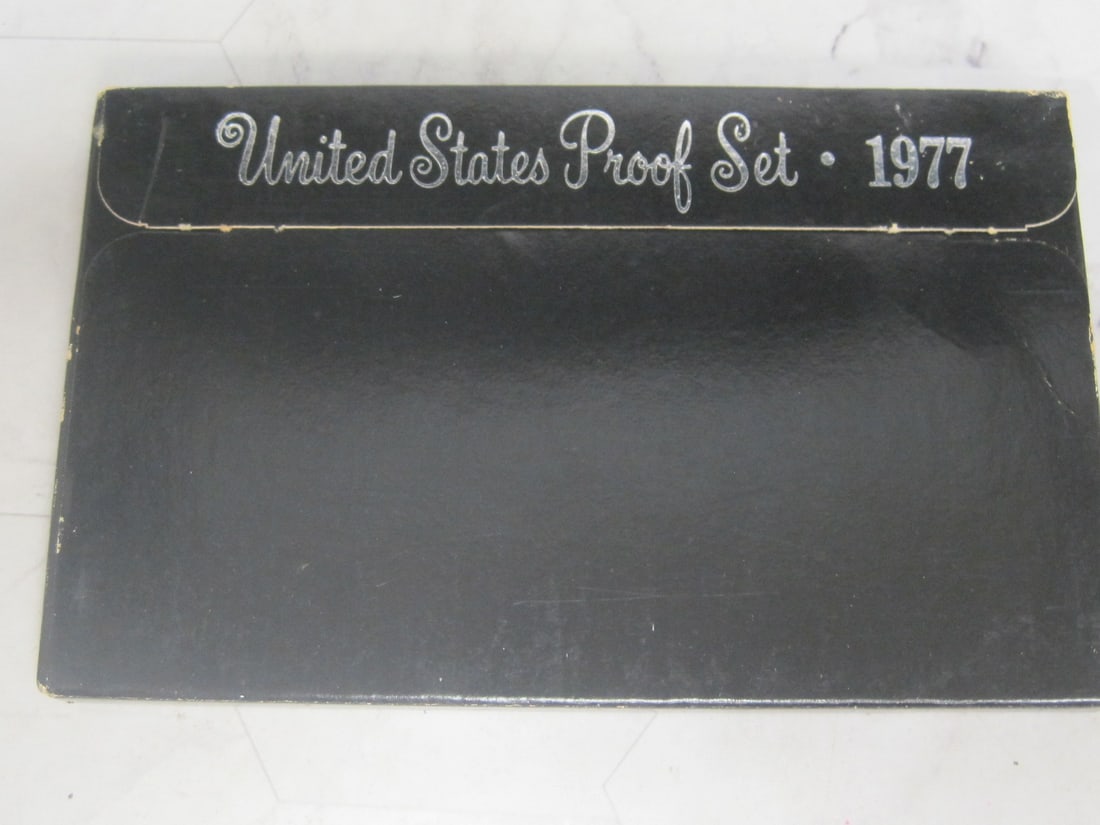 United States Proof Set • 1977